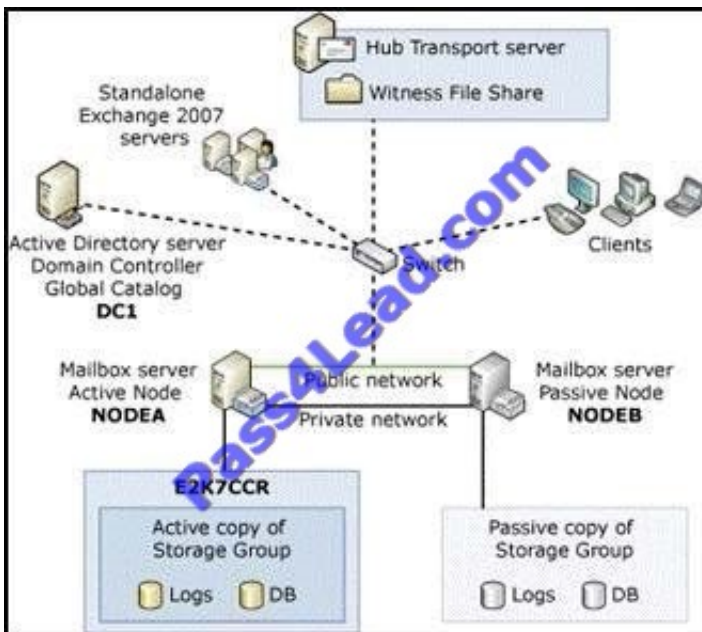 Hub Transport server
Witness File Share
Standalone
Exchange 2007
servers
Active Directory server
Domain Controller
Global Catalog
DC1
Switch
Clients
Mailbox server
Active Node
NODEA
Public network
Private network
Mailbox server
Passive Node
NODEB
E2K7CCR
Active copy of
Storage Group
Logs
DB
Passive copy of
Storage Group
Logs
DB
Pass4Lead.com